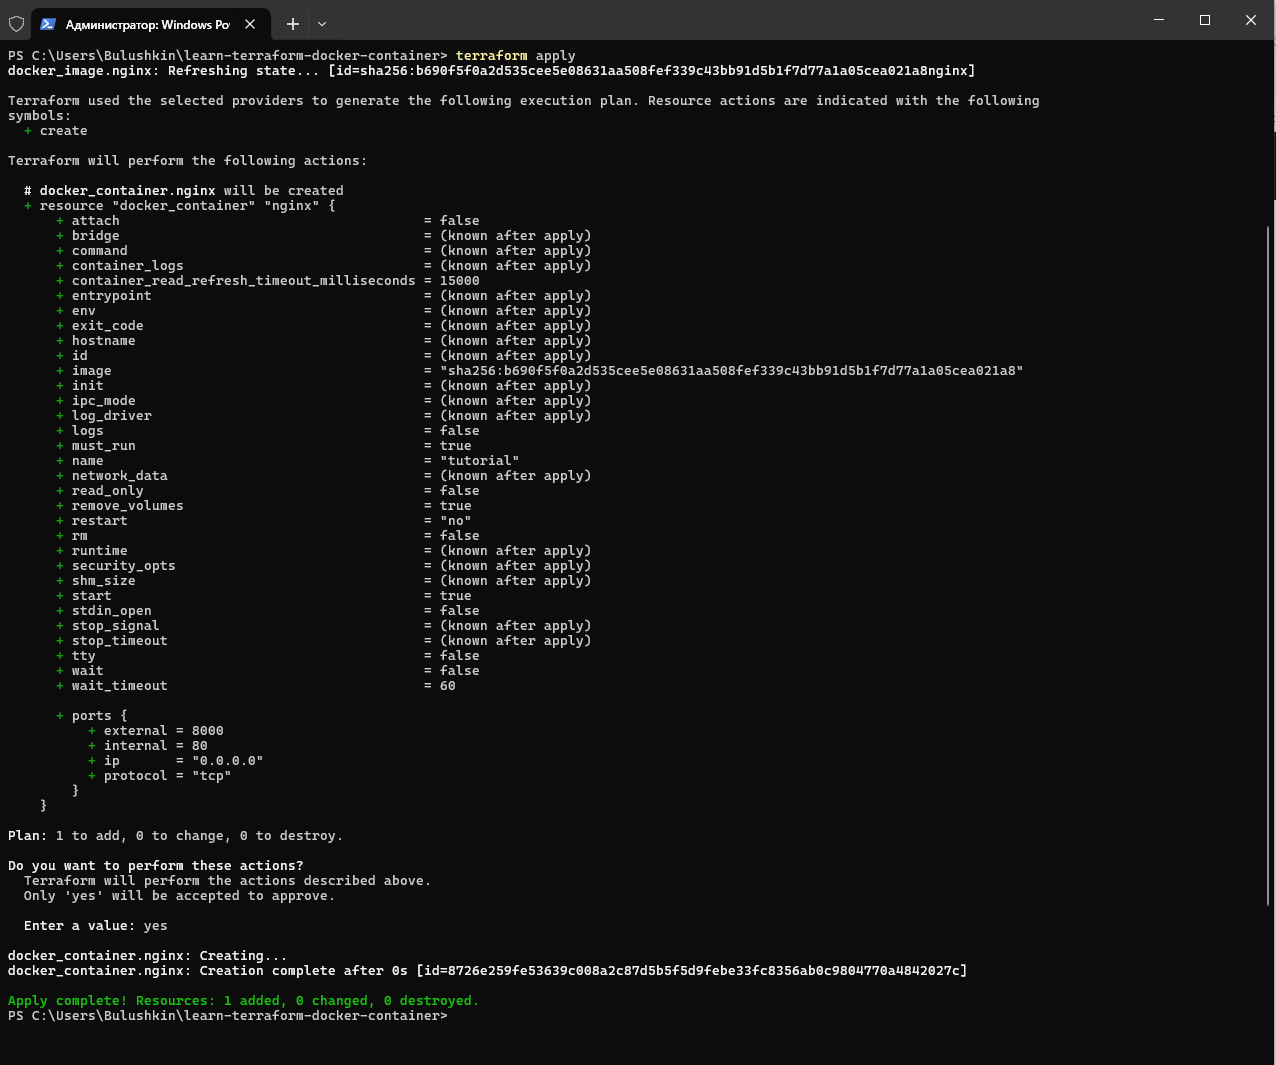 Администратор: Windows Po
PS C:\Users\Bulushkin\learn-terraform-docker-container> terraform apply
docker_image.nginx: Refreshing state... [id=sha256:b690f5f0a2d535cee5e08631aa508fef339c43bb91d5b1f7d77a1a05cea021a8nginx]
Terraform used the selected providers to generate the following execution plan. Resource actions are indicated with the following
symbols:
+ create
Terraform will perform the following actions:
# docker_container.nginx will be created
+ resource "docker_container" "nginx" {
+ attach = false
+ bridge = (known after apply)
+ command = (known after apply)
+ container_logs = (known after apply)
+ container_read_refresh_timeout_milliseconds = 15000
+ entrypoint = (known after apply)
+ env = (known after apply)
+ exit_code = (known after apply)
+ hostname = (known after apply)
+ id = (known after apply)
+ image = "sha256:b690f5f0a2d535cee5e08631aa508fef339c43bb91d5b1f7d77a1a05cea021a8"
+ init = (known after apply)
+ ipc_mode = (known after apply)
+ log_driver = (known after apply)
+ logs = false
+ must_run = true
+ name = "tutorial"
+ network_data = (known after apply)
+ read_only = false
+ remove_volumes = true
+ restart = "no"
+ rm = false
+ runtime = (known after apply)
+ security_opts = (known after apply)
+ shm_size = (known after apply)
+ start = true
+ stdin_open = false
+ stop_signal = (known after apply)
+ stop_timeout = (known after apply)
+ tty = false
+ wait = false
+ wait_timeout = 60
+ ports {
+ external = 8000
+ internal = 80
+ ip = "0.0.0.0"
+ protocol = "tcp"
}
}
Plan: 1 to add, 0 to change, 0 to destroy.
Do you want to perform these actions?
Terraform will perform the actions described above.
Only 'yes' will be accepted to approve.
Enter a value: yes
docker_container.nginx: Creating...
docker_container.nginx: Creation complete after 0s [id=8726e259fe53639c008a2c87d5b5f5d9febe33fc8356ab0c9804770a4842027c]
Apply complete! Resources: 1 added, 0 changed, 0 destroyed.
PS C:\Users\Bulushkin\learn-terraform-docker-container>